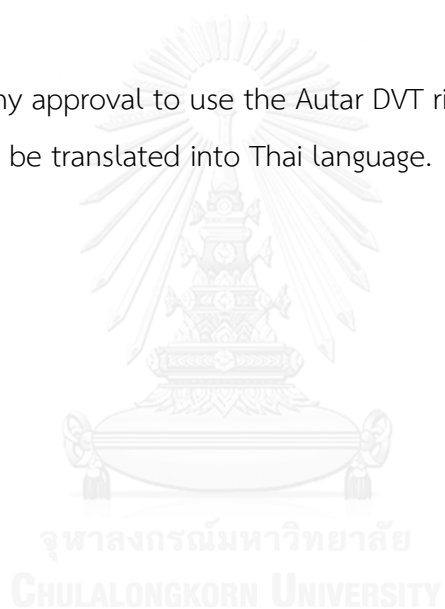 ny approval to use the Autar DVT ri
be translated into Thai language.
จุฬาลงกรณ์มหาวิทยาลัย
CHULALONGKORN UNIVERSITY